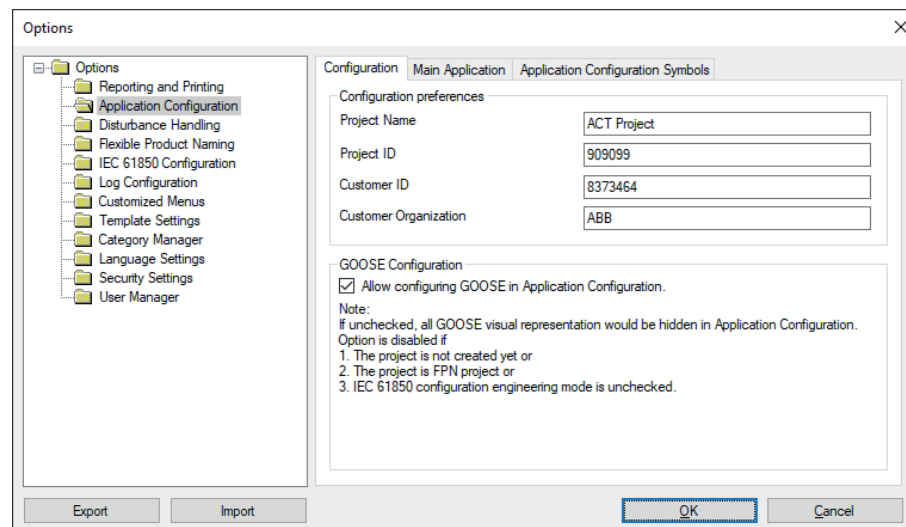 Options
Options
Reporting and Printing
Application Configuration
Disturbance Handling
Flexible Product Naming
IEC 61850 Configuration
Log Configuration
Customized Menus
Template Settings
Category Manager
Language Settings
Security Settings
User Manager
Configuration Main Application Application Configuration Symbols
Configuration preferences
Project Name ACT Project
Project ID 909099
Customer ID 8373464
Customer Organization ABB
GOOSE Configuration
Allow configuring GOOSE in Application Configuration.
Note:
If unchecked, all GOOSE visual representation would be hidden in Application Configuration.
Option is disabled if
1. The project is not created yet or
2. The project is FPN project or
3. IEC 61850 configuration engineering mode is unchecked.
Export Import OK Cancel